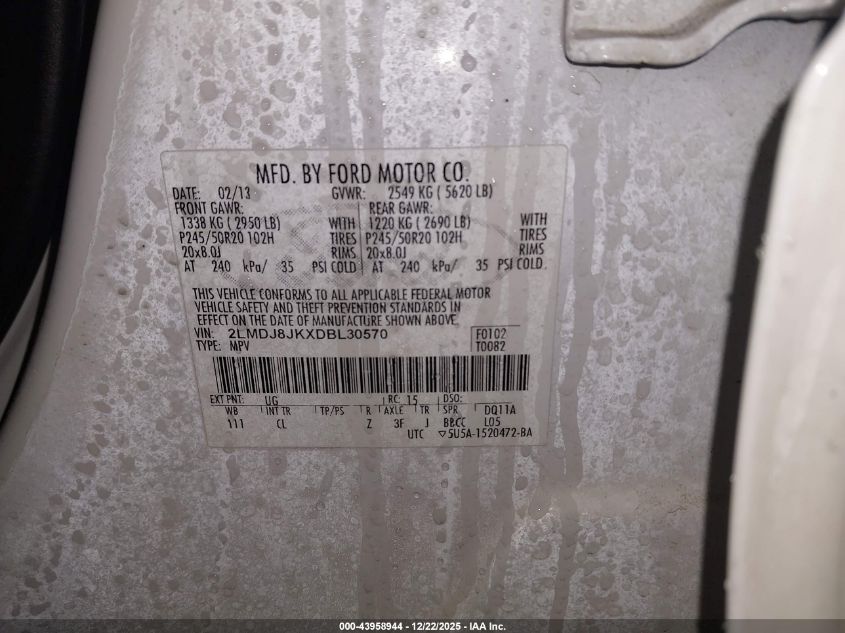 MFD. BY FORD MOTOR CO.
DATE: 02/13 GVWR: 2549 KG ( 5620 LB)
FRONT GAWR: REAR GAWR:
1338 KG ( 2950 LB) WITH 1220 KG ( 2690 LB) WITH
P245/50R20 102H TIRES P245/50R20 102H TIRES
20x8.0J RIMS 20x8.0J RIMS
AT 240 kPa/ 35 PSI COLD AT 240 kPa/ 35 PSI COLD.
THIS VEHICLE CONFORMS TO ALL APPLICABLE FEDERAL MOTOR
VEHICLE SAFETY AND THEFT PREVENTION STANDARDS IN
EFFECT ON THE DATE OF MANUFACTURE SHOWN ABOVE.
VIN: 2LMDJ8JKXDBL30570 F0102
TYPE: MPV T0082
EXT PNT: UG RC: 15 DSO:
WB INT TR TP/PS R AXLE TR SPR DQ11A
111 CL Z 3F J BBCC L05
UTC ▽5U5A-1520472-BA
000-43958944 - 12/22/2025 - IAA Inc.